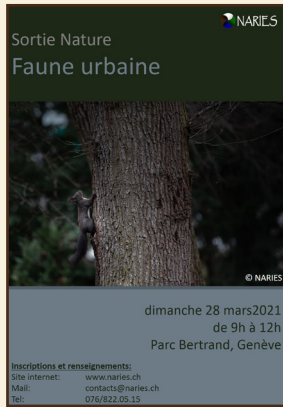 NARIES
Sortie Nature
Faune urbaine
© NARIES
dimanche 28 mars2021
de 9h à 12h
Parc Bertrand, Genève
Inscriptions et renseignements:
Site internet: www.naries.ch
Mail: contacts@naries.ch
Tel: 076/822.05.15